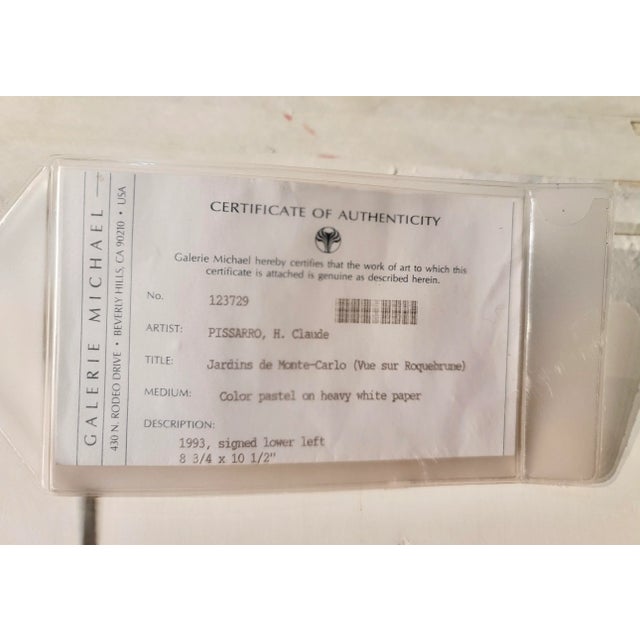 GALERIE MICHAEL
430 N. RODEO DRIVE • BEVERLY HILLS, CA 90210 • USA
CERTIFICATE OF AUTHENTICITY
Galerie Michael hereby certifies that the work of art to which this
certificate is attached is genuine as described herein.
No. 123729
ARTIST: PISSARRO, H. Claude
TITLE: Jardins de Monte-Carlo (Vue sur Roquebrune)
MEDIUM: Color pastel on heavy white paper
DESCRIPTION:
1993, signed lower left
8 3/4 x 10 1/2"